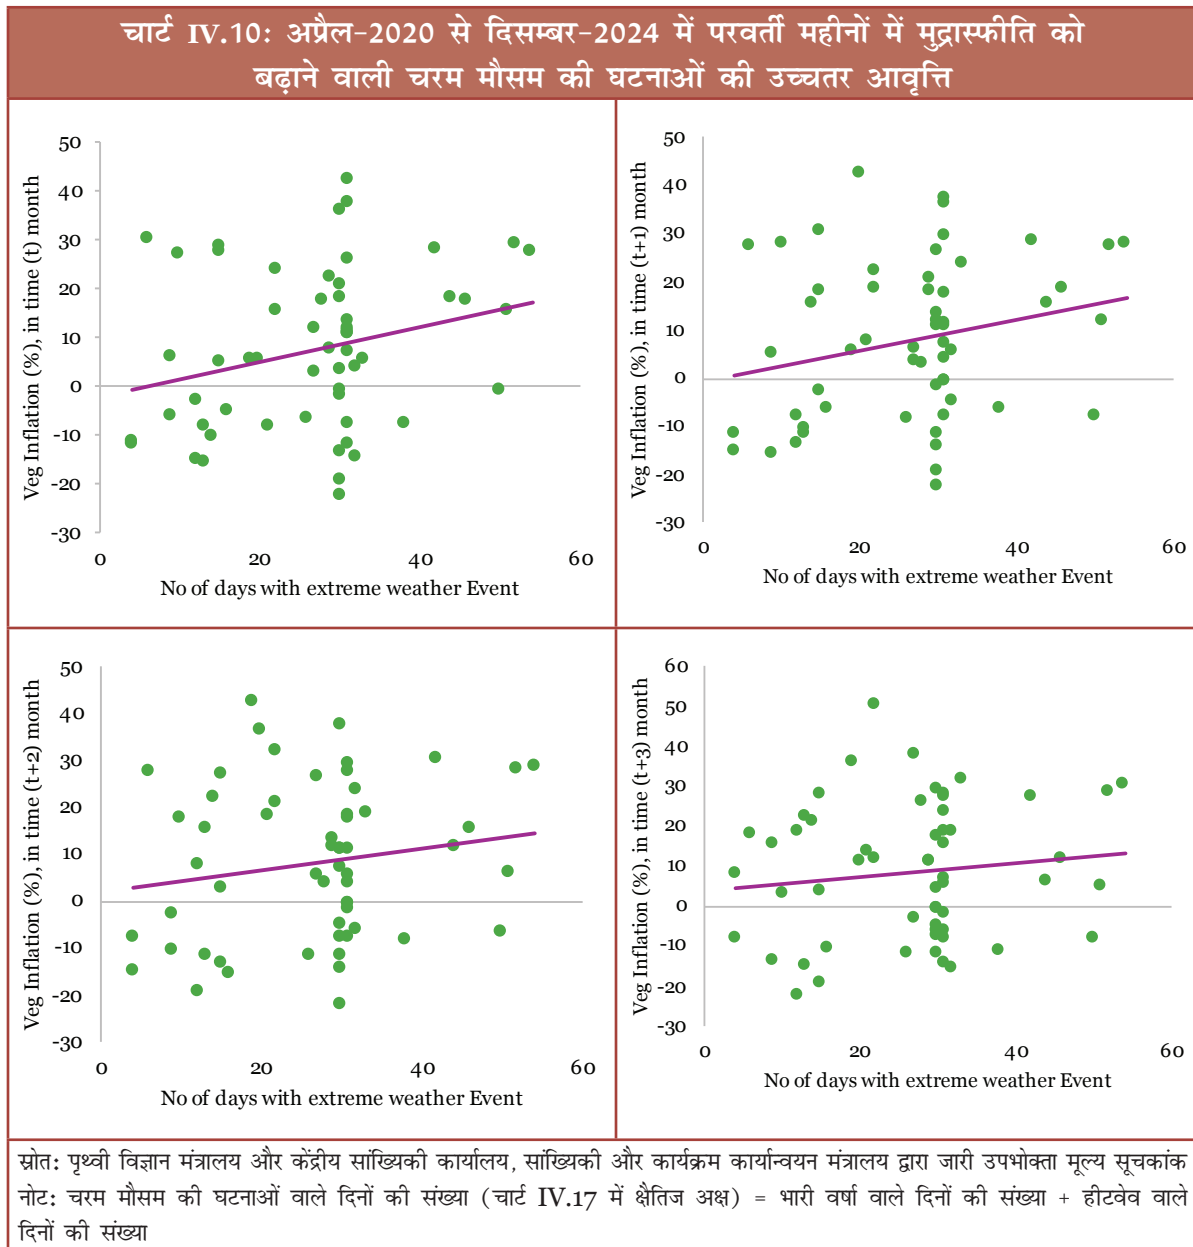 चार्ट IV.10: अप्रैल-2020 से दिसम्बर-2024 में परवर्ती महीनों में मुद्रास्फीति को
बढ़ाने वाली चरम मौसम की घटनाओं की उच्चतर आवृत्ति
Veg Inflation (%), in time (t) month
50
40
30
20
10
0
-10
-20
-30
0 20 40 60
No of days with extreme weather Event
Veg Inflation (%), in time (t+1) month
50
40
30
20
10
0
-10
-20
-30
0 20 40 60
No of days with extreme weather Event
Veg Inflation (%), in time (t+2) month
50
40
30
20
10
0
-10
-20
-30
0 20 40 60
No of days with extreme weather Event
Veg Inflation (%), in time (t+3) month
60
50
40
30
20
10
0
-10
-20
-30
0 20 40 60
No of days with extreme weather Event
स्रोत: पृथ्वी विज्ञान मंत्रालय और केंद्रीय सांख्यिकी कार्यालय, सांख्यिकी और कार्यक्रम कार्यान्वयन मंत्रालय द्वारा जारी उपभोक्ता मूल्य सूचकांक
नोट: चरम मौसम की घटनाओं वाले दिनों की संख्या (चार्ट IV.17 में क्षैतिज अक्ष) = भारी वर्षा वाले दिनों की संख्या + हीटवेव वाले
दिनों की संख्या